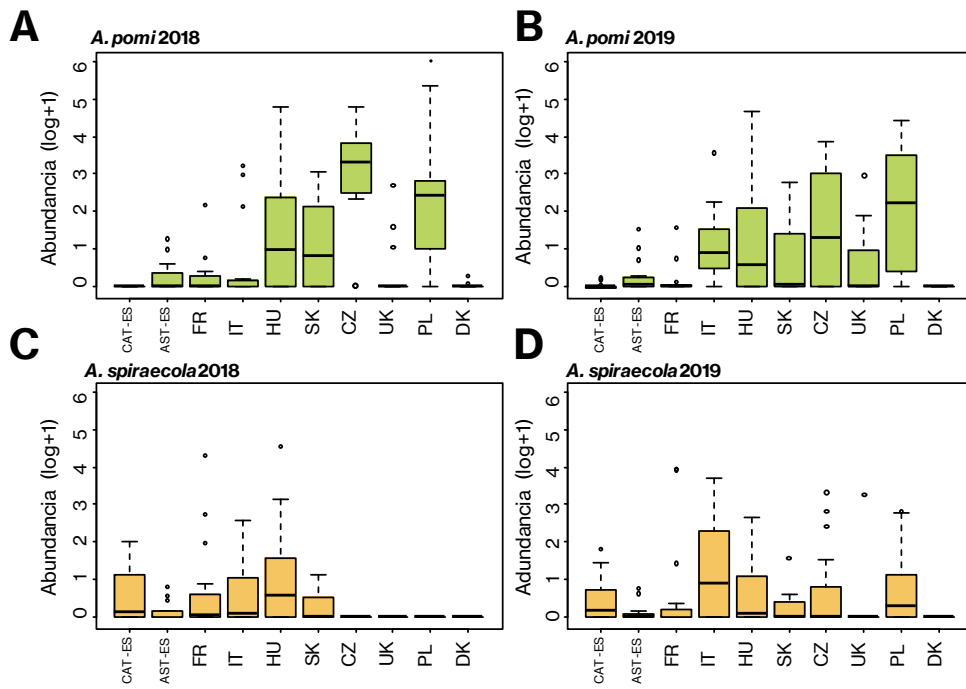 A
A. pomi 2018
Abundancia (log+1)
0 1 2 3 4 5 6
CAT-ES AST-ES FR IT HU SK CZ UK PL DK
B
A. pomi 2019
Abundancia (log+1)
0 1 2 3 4 5 6
CAT-ES AST-ES FR IT HU SK CZ UK PL DK
C
A. spiraecola 2018
Abundancia (log+1)
0 1 2 3 4 5 6
CAT-ES AST-ES FR IT HU SK CZ UK PL DK
D
A. spiraecola 2019
Adundancia (log+1)
0 1 2 3 4 5 6
CAT-ES AST-ES FR IT HU SK CZ UK PL DK